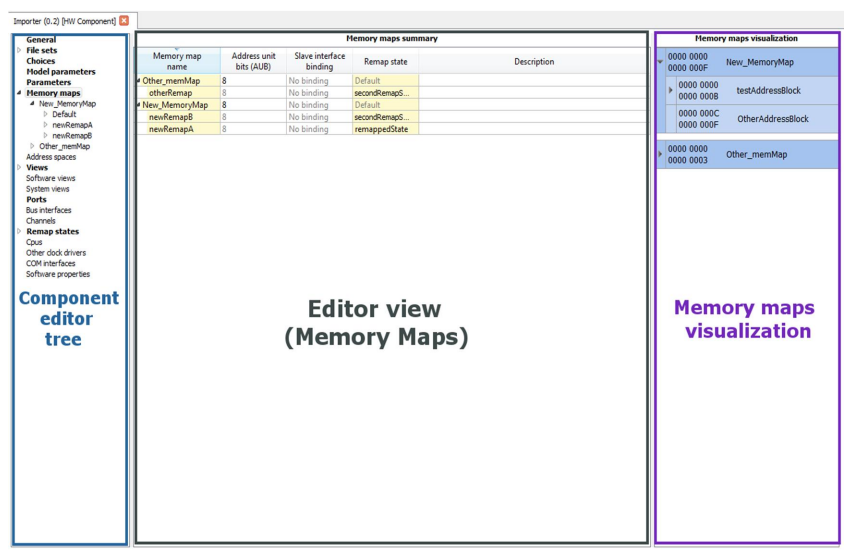 Importer (0.2) [HW Component]
General
File sets
Choices
Model parameters
Parameters
Memory maps
New_MemoryMap
Default
newRemapA
newRemapB
Other_memMap
Address spaces
Views
Software views
System views
Ports
Bus interfaces
Channels
Remap states
Cpus
Other clock drivers
COM interfaces
Software properties
Component
editor
tree
Memory maps summary
Memory map name Address unit bits (AUB) Slave interface binding Remap state Description
Other_memMap 8 No binding Default
otherRemap 8 No binding secondRemapS...
New_MemoryMap 8 No binding Default
newRemapB 8 No binding secondRemapS...
newRemapA 8 No binding remappedState
Editor view
(Memory Maps)
Memory maps visualization
0000 0000
0000 000F New_MemoryMap
0000 0000
0000 000B testAddressBlock
0000 000C
0000 000F OtherAddressBlock
0000 0000
0000 0003 Other_memMap
Memory maps
visualization